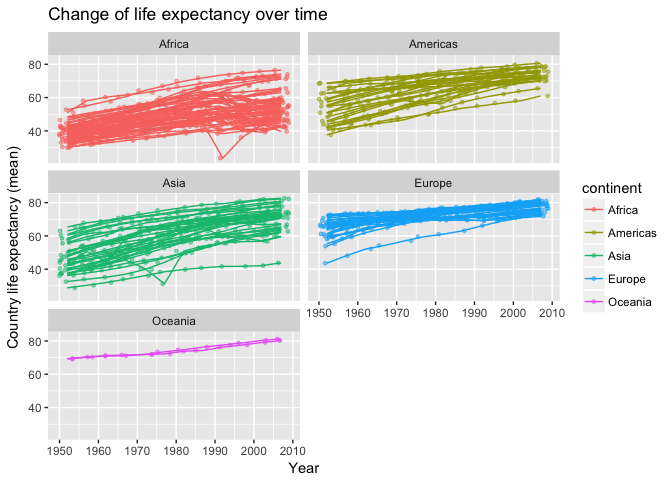 Change of life expectancy over time
Africa
Americas
80
60
40
Asia
Europe
80
60
40
1950 1960 1970 1980 1990 2000 2010
Oceania
80
60
40
1950 1960 1970 1980 1990 2000 2010
Year
Country life expectancy (mean)
continent
Africa
Americas
Asia
Europe
Oceania